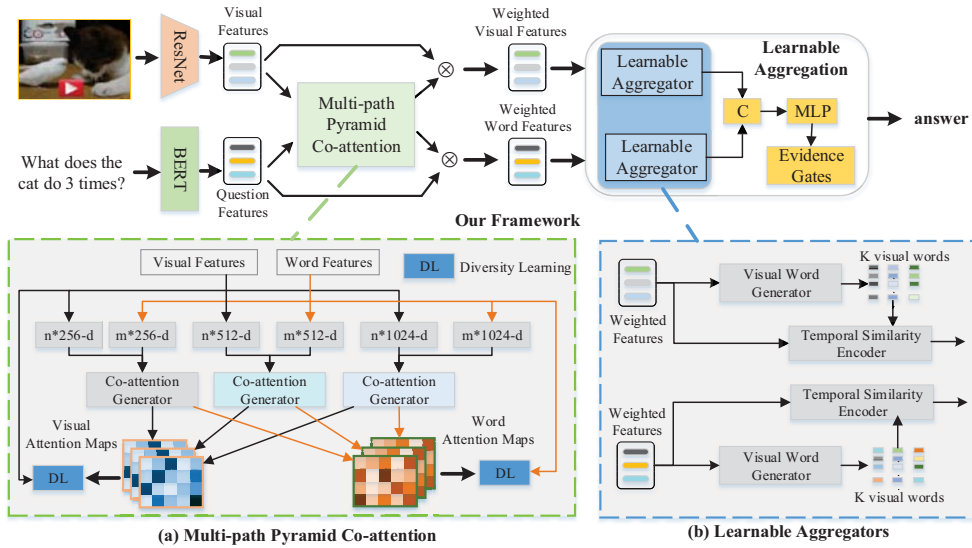 Visual
Features
Weighted
Visual Features
Learnable
Aggregation
ResNet
Learnable
Aggregator
Multi-path
Pyramid
Co-attention
C
MLP
answer
What does the
cat do 3 times?
BERT
Question
Features
Weighted
Word Features
Learnable
Aggregator
Evidence
Gates
Our Framework
Visual Features
Word Features
DL
Diversity Learning
n*256-d
m*256-d
n*512-d
m*512-d
n*1024-d
m*1024-d
Co-attention
Generator
Co-attention
Generator
Co-attention
Generator
Visual
Attention Maps
Word
Attention Maps
DL
DL
(a) Multi-path Pyramid Co-attention
K visual words
Visual Word
Generator
Weighted
Features
Temporal Similarity
Encoder
Weighted
Features
Temporal Similarity
Encoder
Visual Word
Generator
K visual words
(b) Learnable Aggregators